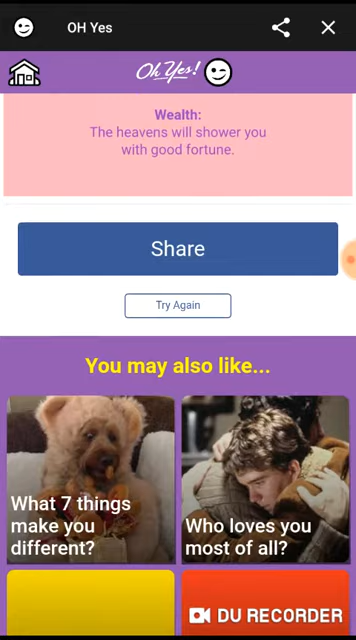 OH Yes
Oh Yes!
Wealth:
The heavens will shower you
with good fortune.
Share
Try Again
You may also like...
What 7 things
make you
different?
Who loves you
most of all?
DU RECORDER